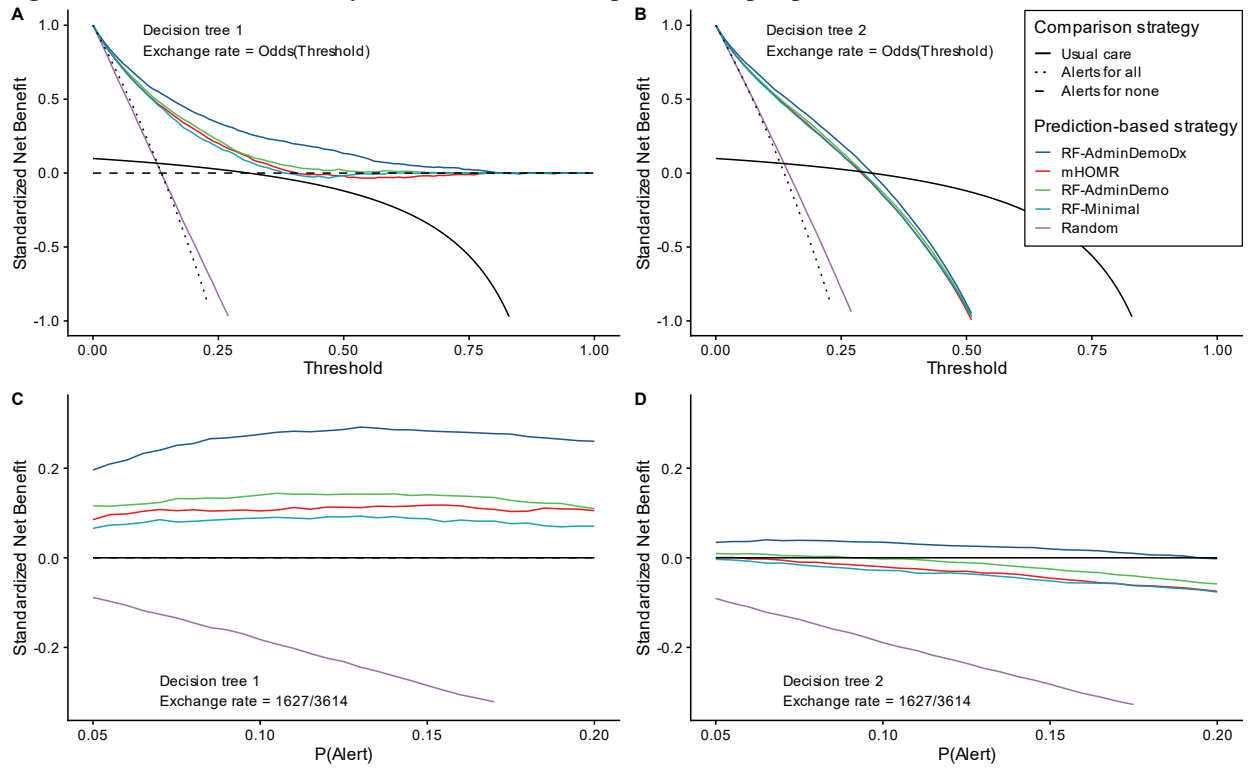 A
Decision tree 1
Exchange rate = Odds(Threshold)
Standardized Net Benefit
1.0
0.5
0.0
-0.5
-1.0
0.00
0.25
0.50
0.75
1.00
Threshold
B
Decision tree 2
Exchange rate = Odds(Threshold)
Standardized Net Benefit
1.0
0.5
0.0
-0.5
-1.0
0.00
0.25
0.50
0.75
1.00
Threshold
Comparison strategy
Usual care
Alerts for all
Alerts for none
Prediction-based strategy
RF-AdminDemoDx
mHOMR
RF-AdminDemo
RF-Minimal
Random
C
Standardized Net Benefit
0.2
0.0
-0.2
Decision tree 1
Exchange rate = 1627/3614
0.05
0.10
0.15
0.20
P(Alert)
D
Standardized Net Benefit
0.2
0.0
-0.2
Decision tree 2
Exchange rate = 1627/3614
0.05
0.10
0.15
0.20
P(Alert)